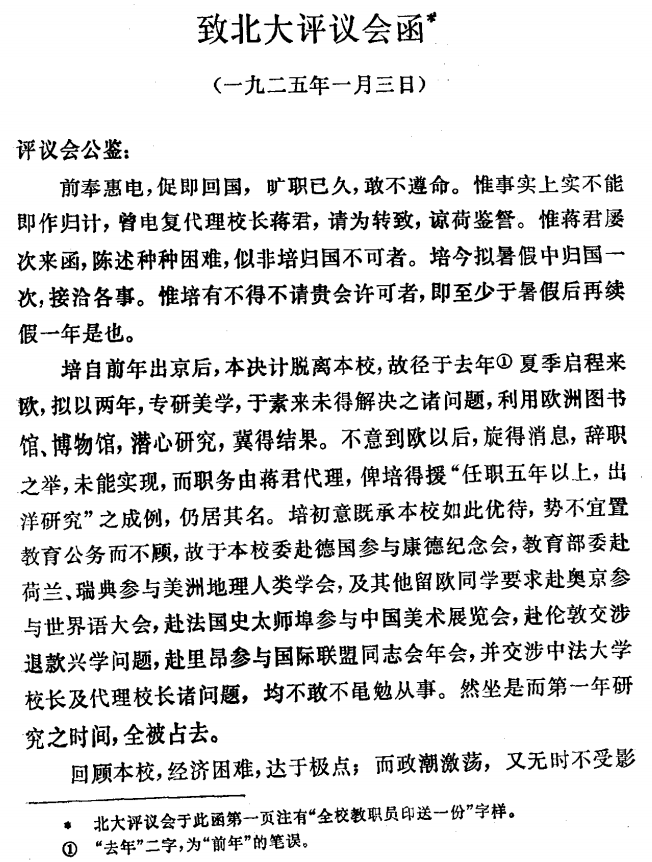 致北大评议会函*
（一九二五年一月三日）
评议会公鉴：
前奉惠电，促即回国，旷职已久，敢不遵命。惟事实上实不能
即作归计，曾电复代理校长蒋君，请为转致，谅荷鉴詧。惟蒋君屡
次来函，陈述种种困难，似非培归国不可者。培今拟暑假中归国一
次，接洽各事。惟培有不得不请贵会许可者，即至少于暑假后再续
假一年是也。
培自前年出京后，本决计脱离本校，故径于去年①夏季启程来
欧，拟以两年，专研美学，于素来未得解决之诸问题，利用欧洲图书
馆、博物馆，潜心研究，冀得结果。不意到欧以后，旋得消息，辞职
之举，未能实现，而职务由蒋君代理，俾培得援“任职五年以上，出
洋研究”之成例，仍居其名。培初意既承本校如此优待，势不宜置
教育公务而不顾，故于本校委赴德国参与康德纪念会，教育部委赴
荷兰、瑞典参与美洲地理人类学会，及其他留欧同学要求赴奥京参
与世界语大会，赴法国史太师埠参与中国美术展览会，赴伦敦交涉
退款兴学问题，赴里昂参与国际联盟同志会年会，并交涉中法大学
校长及代理校长诸问题，均不敢不黾勉从事。然坐是而第一年研
究之时间，全被占去。
回顾本校，经济困难，达于极点；而政潮激荡，又无时不受影
* 北大评议会于此函第一页注有“全校教职员印送一份”字样。
① “去年”二字，为“前年”的笔误。